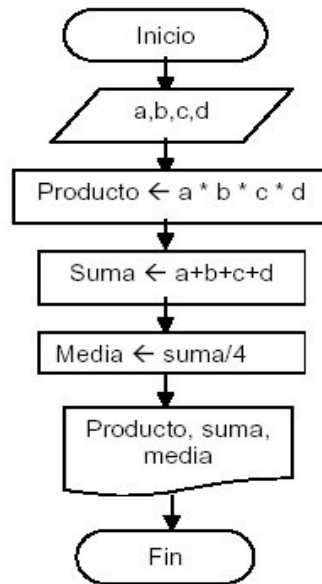 Inicio
a,b,c,d
Producto ← a * b * c * d
Suma ← a+b+c+d
Media ← suma/4
Producto, suma,
media
Fin